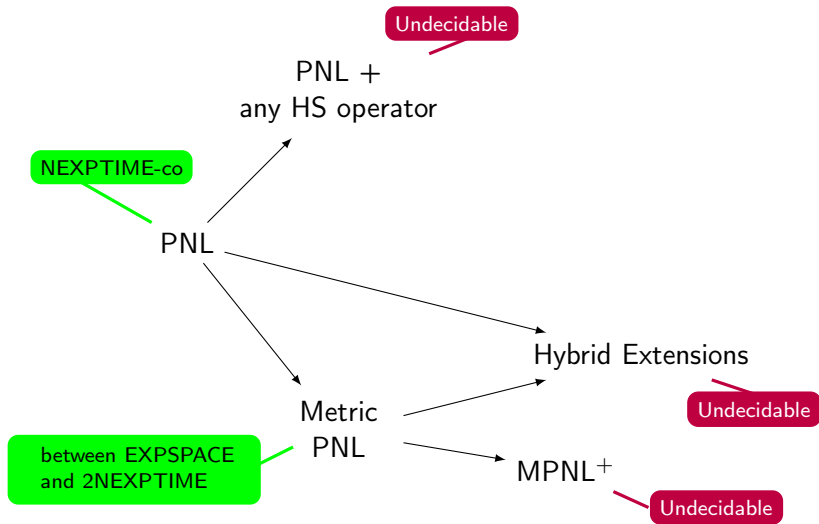 Undecidable
PNL +
any HS operator
NEXPTIME-co
PNL
Hybrid Extensions
Undecidable
Metric
PNL
between EXPSPACE
and 2NEXPTIME
MPNL⁺
Undecidable